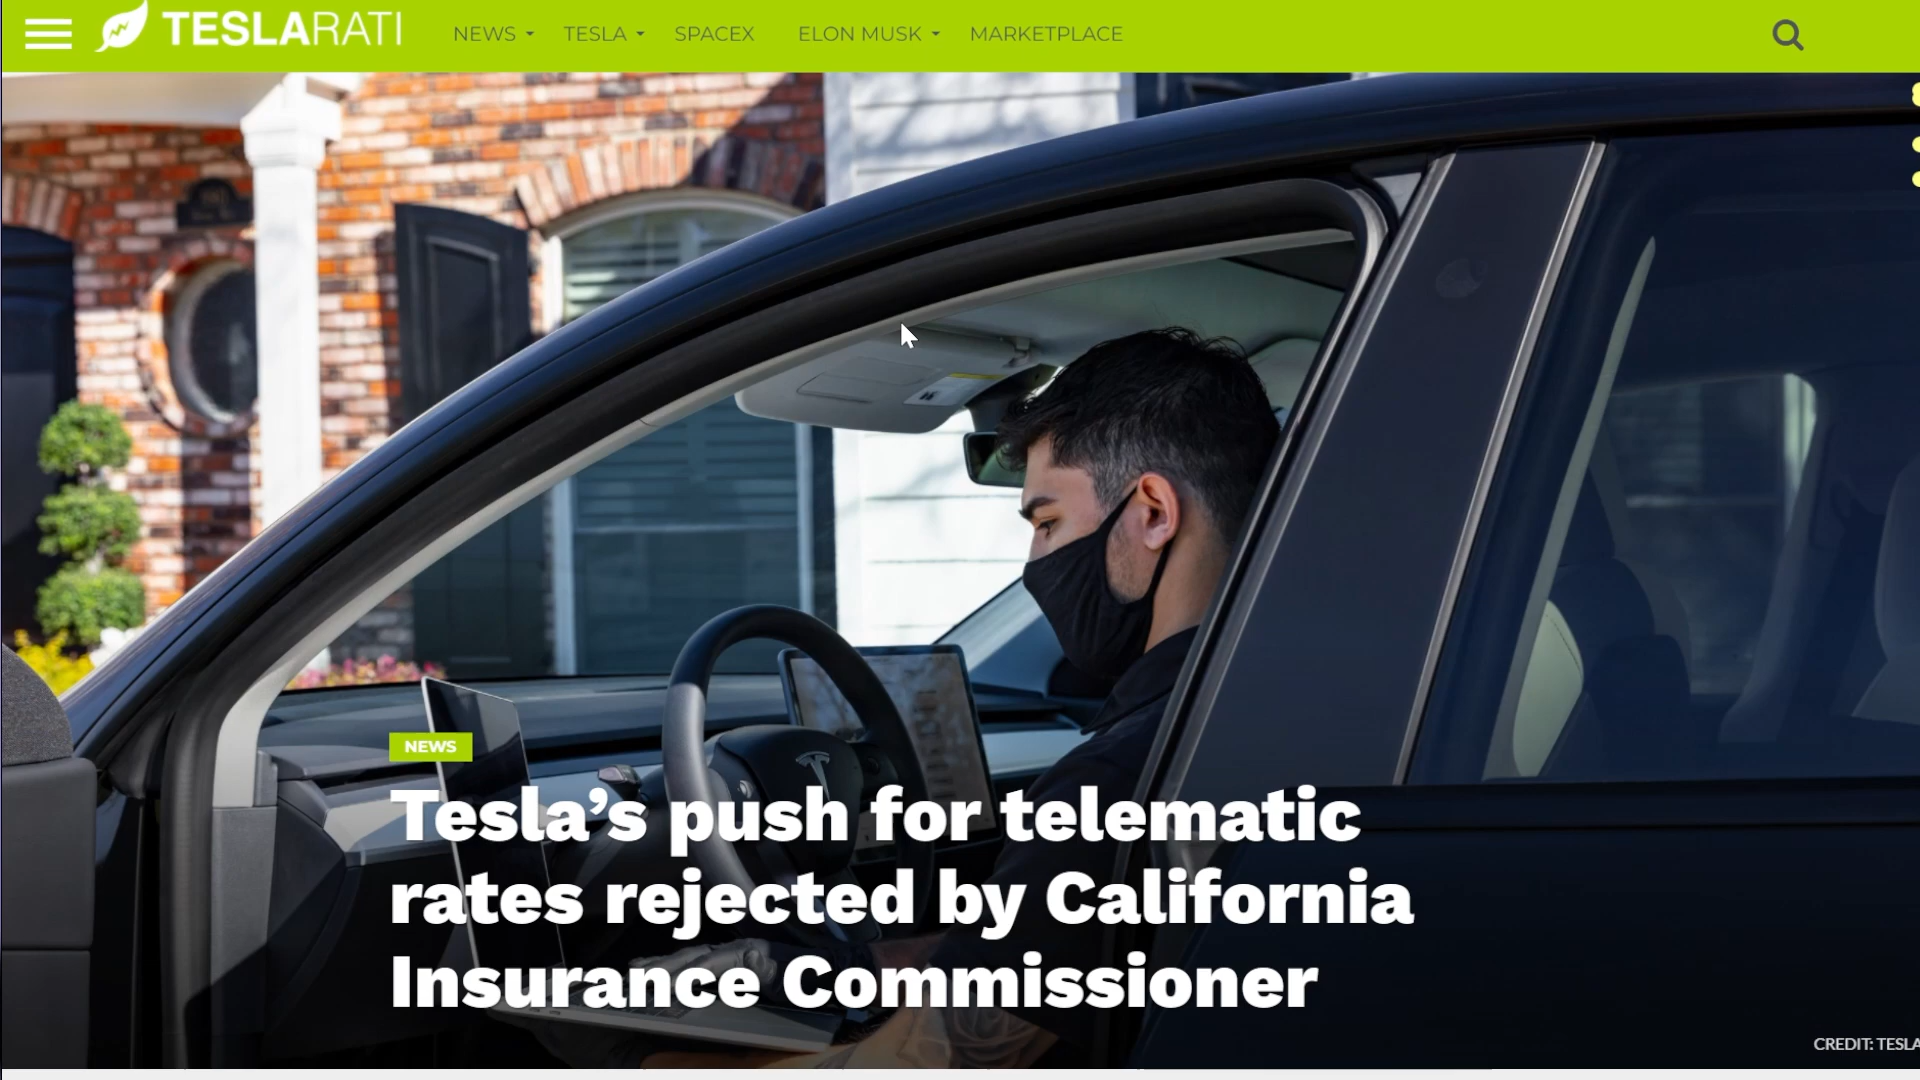 TESLARATI
NEWS TESLA SPACEX ELON MUSK MARKETPLACE
NEWS
Tesla’s push for telematic
rates rejected by California
Insurance Commissioner
CREDIT: TESLA